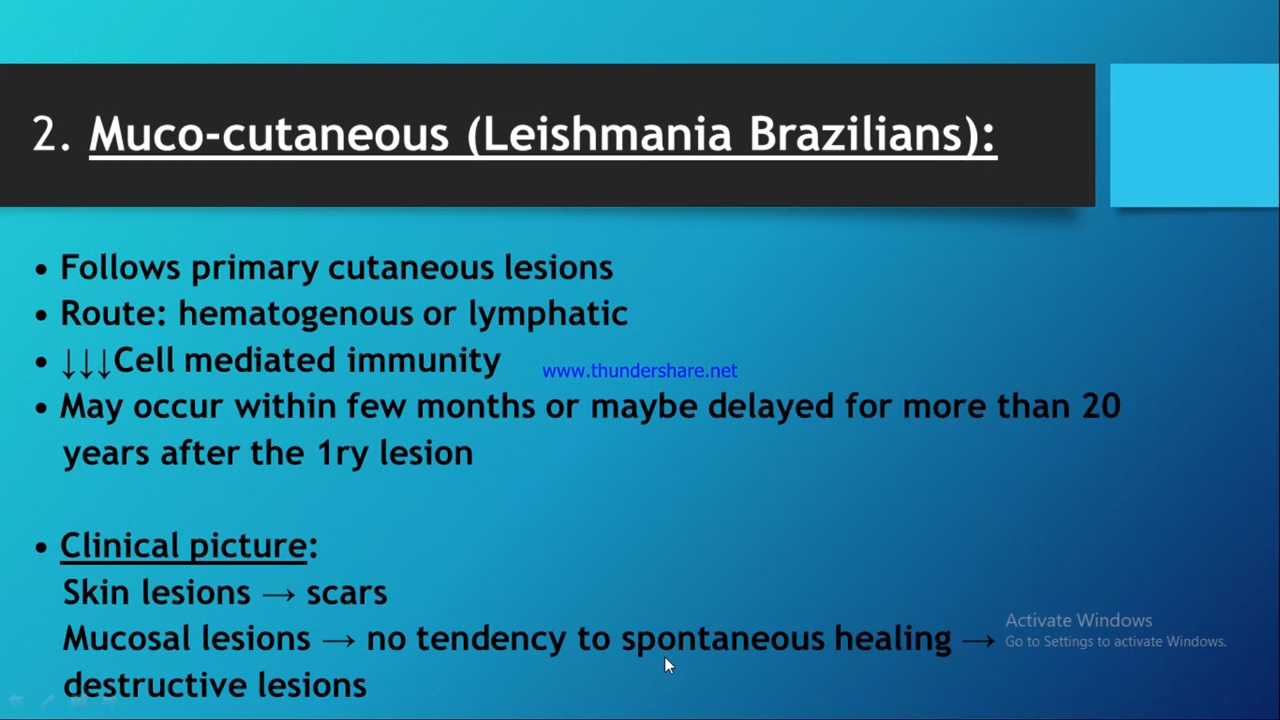 2. Muco-cutaneous (Leishmania Brazilians):
• Follows primary cutaneous lesions
• Route: hematogenous or lymphatic
• ↓↓↓Cell mediated immunity
www.thundershare.net
• May occur within few months or maybe delayed for more than 20
years after the 1ry lesion
• Clinical picture:
Skin lesions → scars
Mucosal lesions → no tendency to spontaneous healing →
destructive lesions
Activate Windows
Go to Settings to activate Windows.